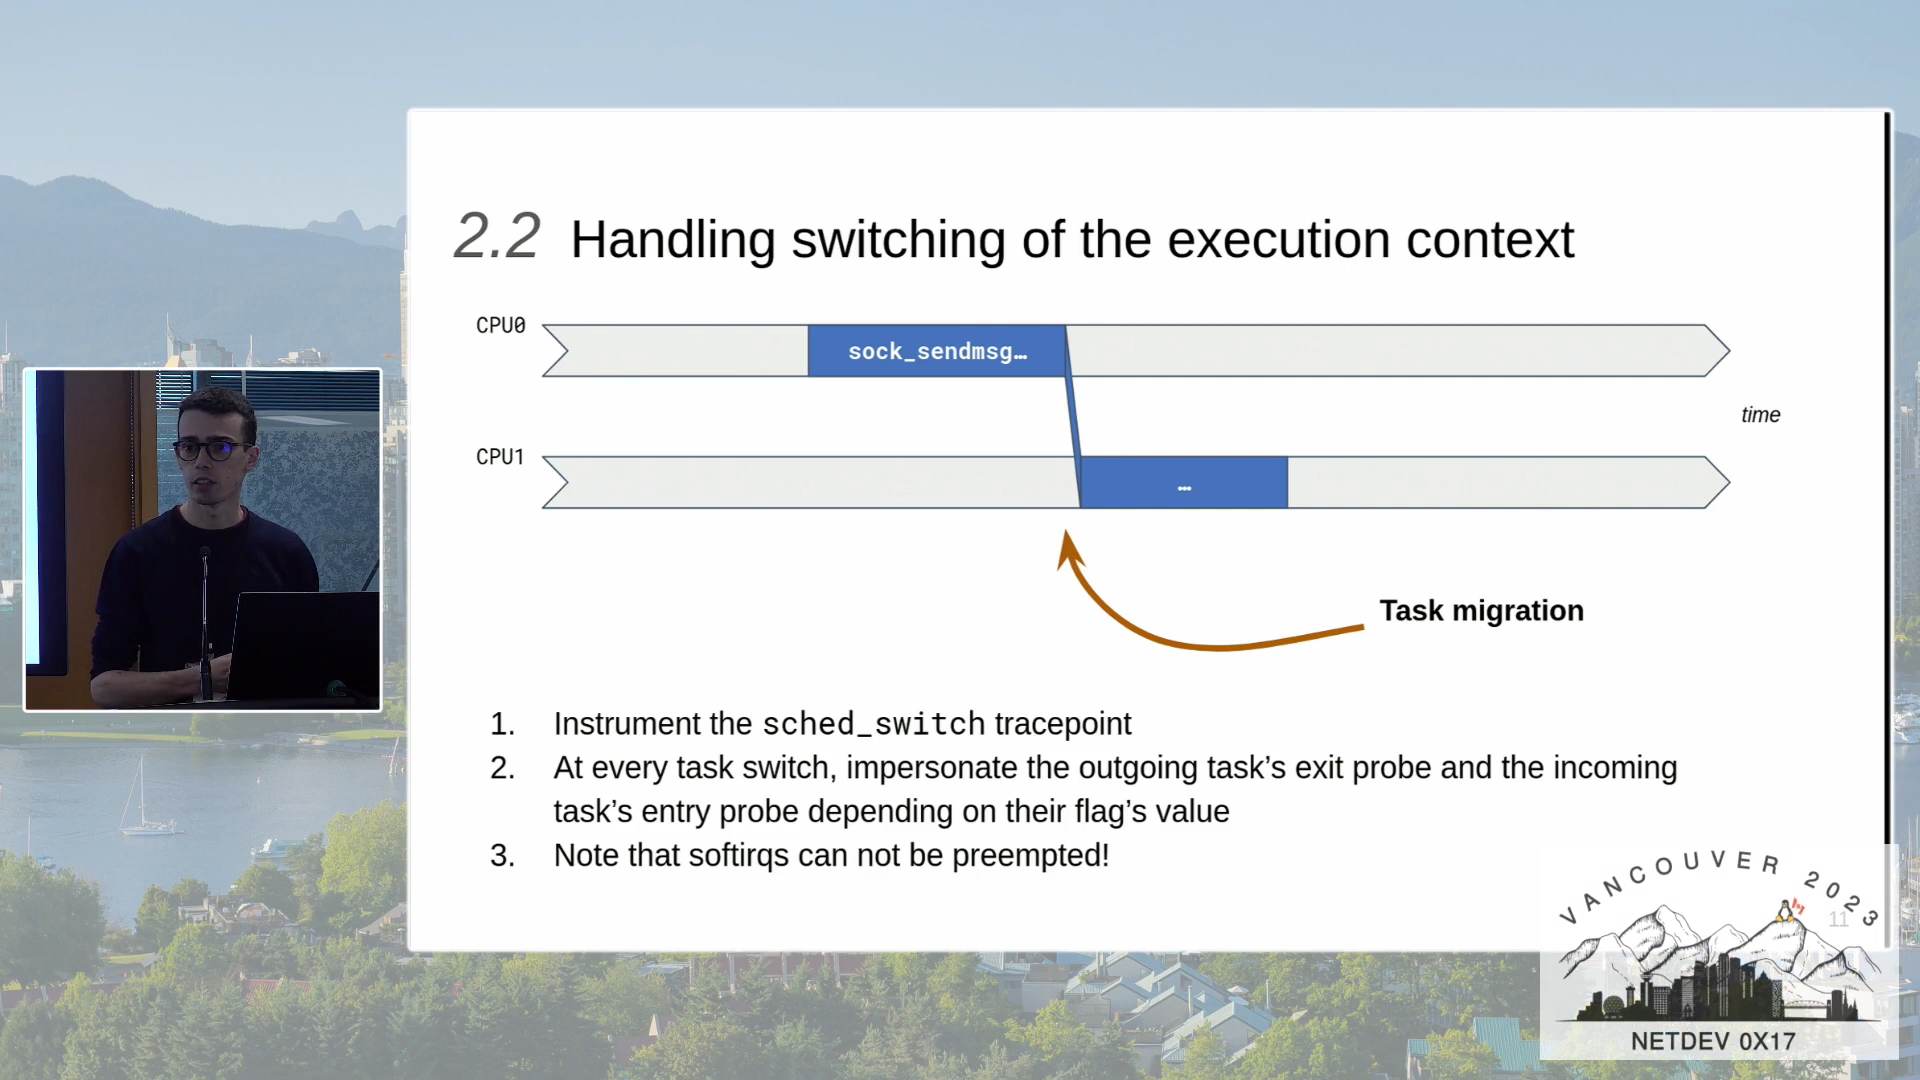 2.2 Handling switching of the execution context
CPU0
sock_sendmsg…
time
CPU1
…
Task migration
1. Instrument the sched_switch tracepoint
2. At every task switch, impersonate the outgoing task’s exit probe and the incoming
task’s entry probe depending on their flag’s value
3. Note that softirqs can not be preempted!
VANCOUVER 2023
11
NETDEV 0X17